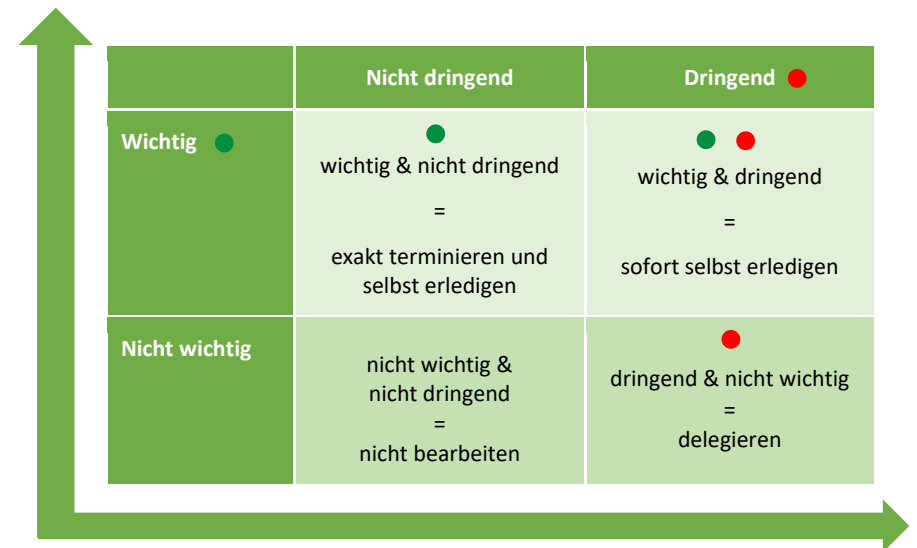 Nicht dringend
Dringend
Wichtig
wichtig & nicht dringend
=
exakt terminieren und
selbst erledigen
wichtig & dringend
=
sofort selbst erledigen
Nicht wichtig
nicht wichtig &
nicht dringend
=
nicht bearbeiten
dringend & nicht wichtig
=
delegieren